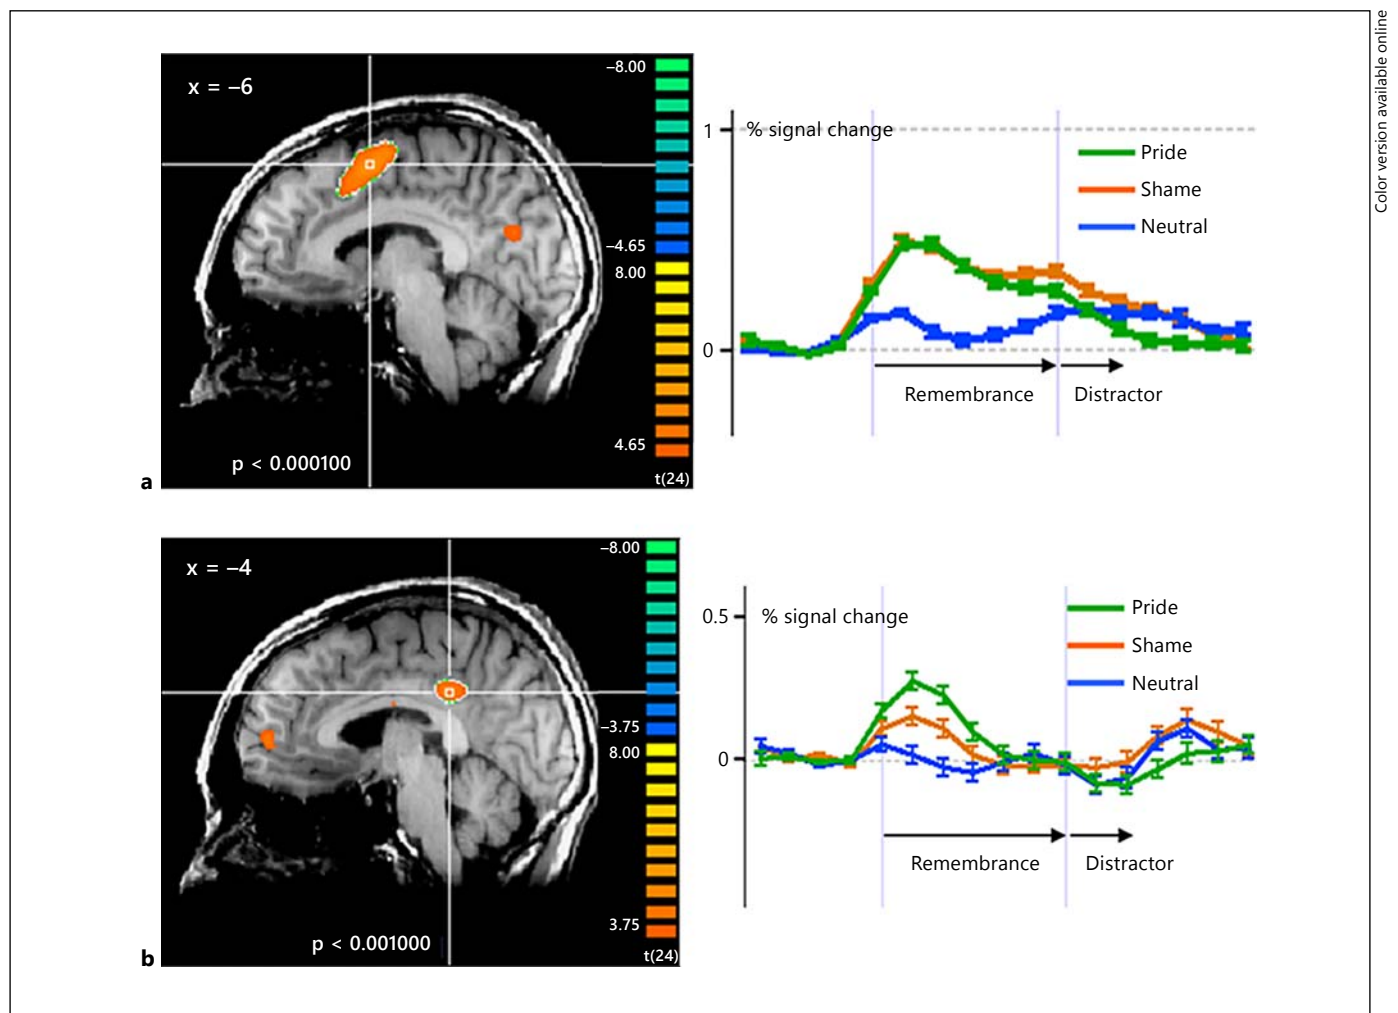 Color version available online
x = –6
–8.00
–4.65
8.00
4.65
t(24)
p < 0.000100
a
1
% signal change
Pride
Shame
Neutral
0
Remembrance
Distractor
x = –4
–8.00
–3.75
8.00
3.75
t(24)
p < 0.001000
b
0.5
% signal change
Pride
Shame
Neutral
0
Remembrance
Distractor